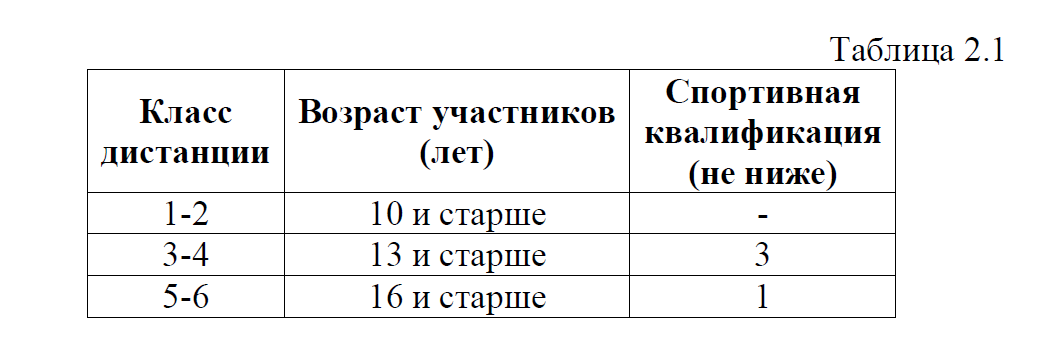 Таблица 2.1
Класс дистанции
Возраст участников (лет)
Спортивная квалификация (не ниже)
1-2 10 и старше -
3-4 13 и старше 3
5-6 16 и старше 1